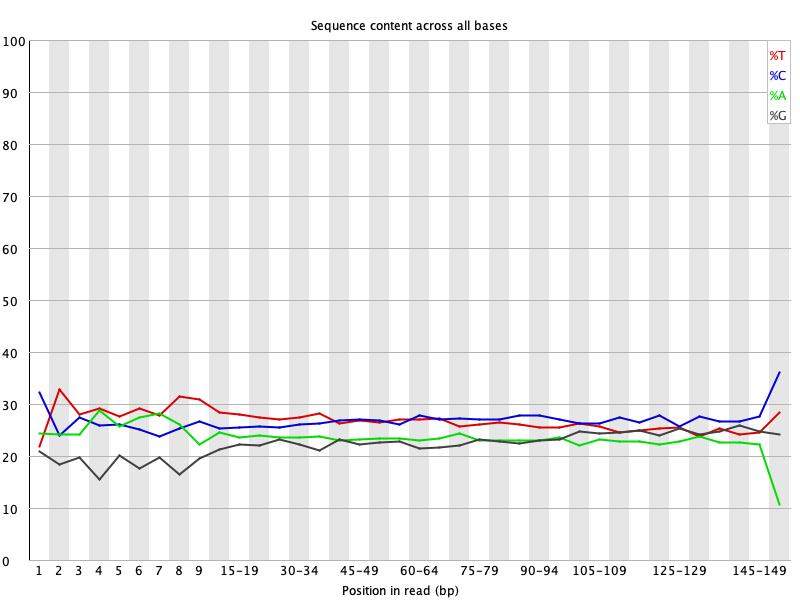 Sequence content across all bases
100
90
80
70
60
50
40
30
20
10
0
%T
%C
%A
%G
1 2 3 4 5 6 7 8 9 15-19 30-34 45-49 60-64 75-79 90-94 105-109 125-129 145-149
Position in read (bp)